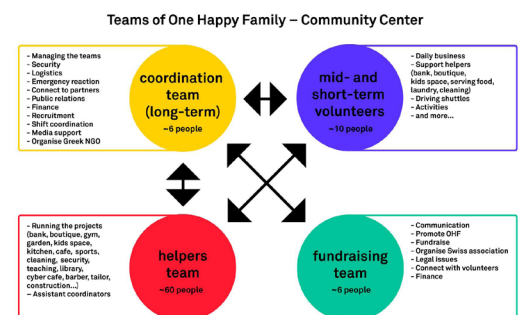 Teams of One Happy Family – Community Center
- Managing the teams
- Security
- Logistics
- Emergency reaction
- Connect to partners
- Public relations
- Finance
- Recruitment
- Shift coordination
- Media support
- Organise Greek NGO
coordination
team
(long-term)
~6 people
mid- and
short-term
volunteers
~10 people
- Daily business
- Support helpers
(bank, boutique,
kids space, serving food,
laundry, cleaning)
- Driving shuttles
- Activities
- and more...
- Running the projects
(bank, boutique, gym,
garden, kids space,
kitchen, cafe, sports,
cleaning, security,
teaching, library,
cyber cafe, barber, tailor,
construction...)
– Assistant coordinators
helpers
team
~60 people
fundraising
team
~6 people
- Communication
- Promote OHF
- Fundraise
- Organise Swiss association
- Legal issues
- Connect with volunteers
- Finance